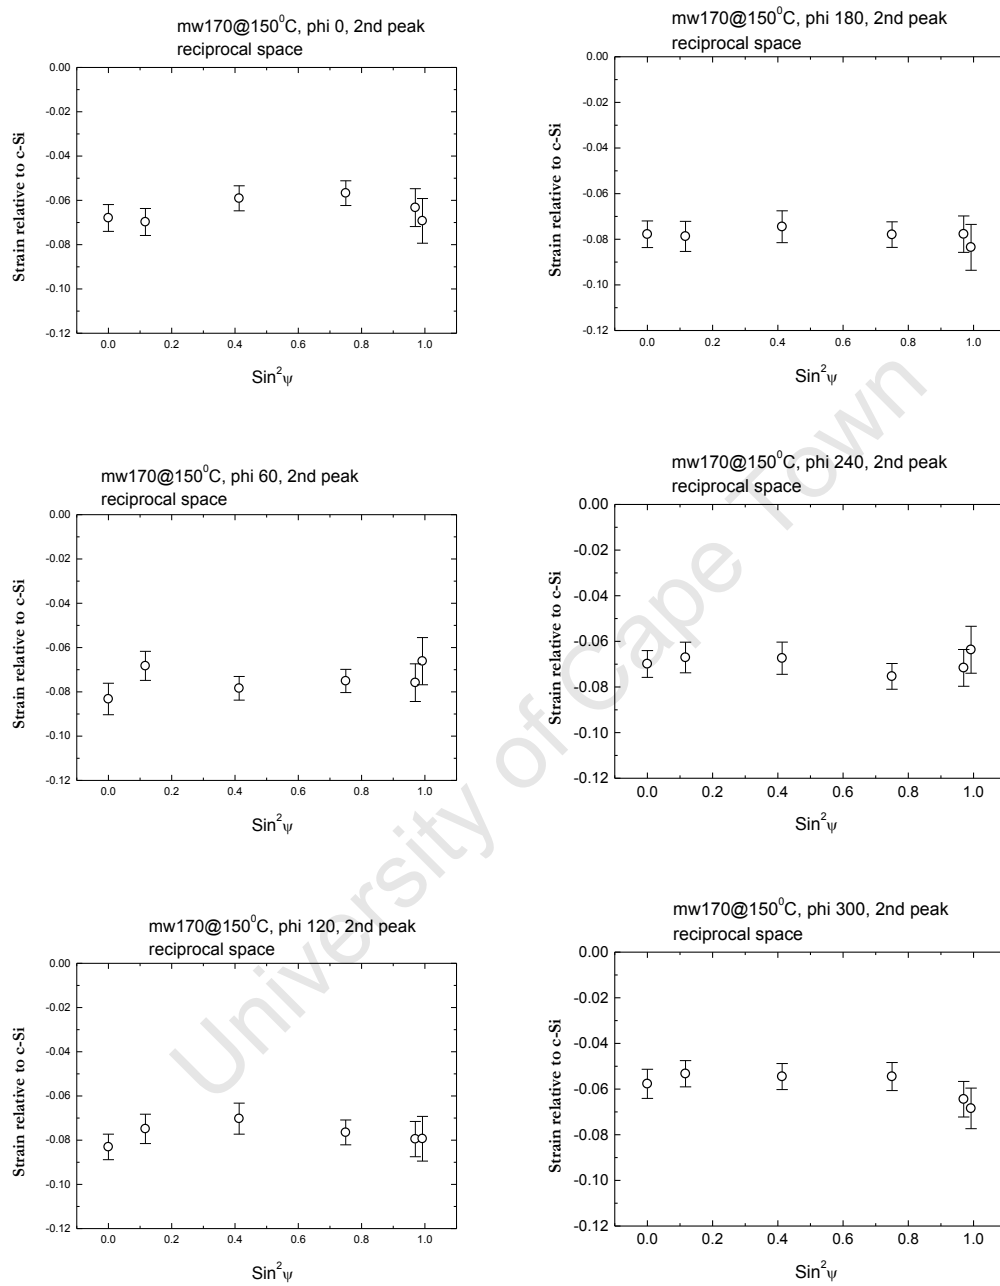 mw170@150⁰C, phi 0, 2nd peak
reciprocal space
0.00
-0.02
-0.04
-0.06
-0.08
-0.10
-0.12
Strain relative to c-Si
0.0 0.2 0.4 0.6 0.8 1.0
Sin²ψ
mw170@150⁰C, phi 180, 2nd peak
reciprocal space
0.00
-0.02
-0.04
-0.06
-0.08
-0.10
-0.12
Strain relative to c-Si
0.0 0.2 0.4 0.6 0.8 1.0
Sin²ψ
mw170@150⁰C, phi 60, 2nd peak
reciprocal space
0.00
-0.02
-0.04
-0.06
-0.08
-0.10
-0.12
Strain relative to c-Si
0.0 0.2 0.4 0.6 0.8 1.0
Sin²ψ
mw170@150⁰C, phi 240, 2nd peak
reciprocal space
0.00
-0.02
-0.04
-0.06
-0.08
-0.10
-0.12
Strain relative to c-Si
0.0 0.2 0.4 0.6 0.8 1.0
Sin²ψ
mw170@150⁰C, phi 120, 2nd peak
reciprocal space
0.00
-0.02
-0.04
-0.06
-0.08
-0.10
-0.12
Strain relative to c-Si
0.0 0.2 0.4 0.6 0.8 1.0
Sin²ψ
mw170@150⁰C, phi 300, 2nd peak
reciprocal space
0.00
-0.02
-0.04
-0.06
-0.08
-0.10
-0.12
Strain relative to c-Si
0.0 0.2 0.4 0.6 0.8 1.0
Sin²ψ
University of Cape Town